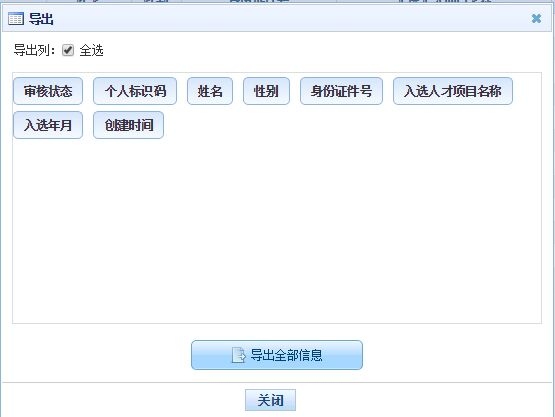 导出
导出列： 全选
审核状态 个人标识码 姓名 性别 身份证件号 入选人才项目名称
入选年月 创建时间
导出全部信息
关闭